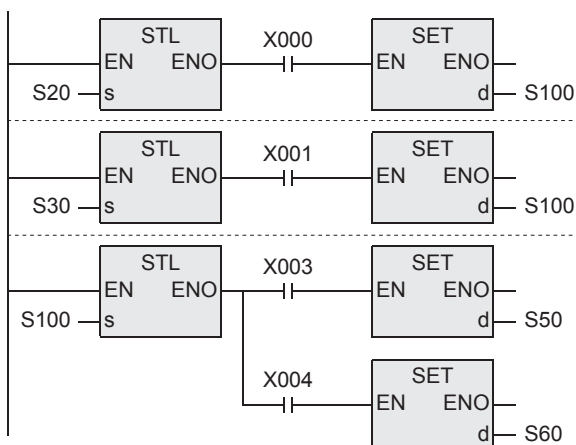 STL X000 SET
EN ENO EN ENO
S20 s d S100
STL X001 SET
EN ENO EN ENO
S30 s d S100
STL X003 SET
EN ENO EN ENO
S100 s d S50
X004 SET
EN ENO
d S60